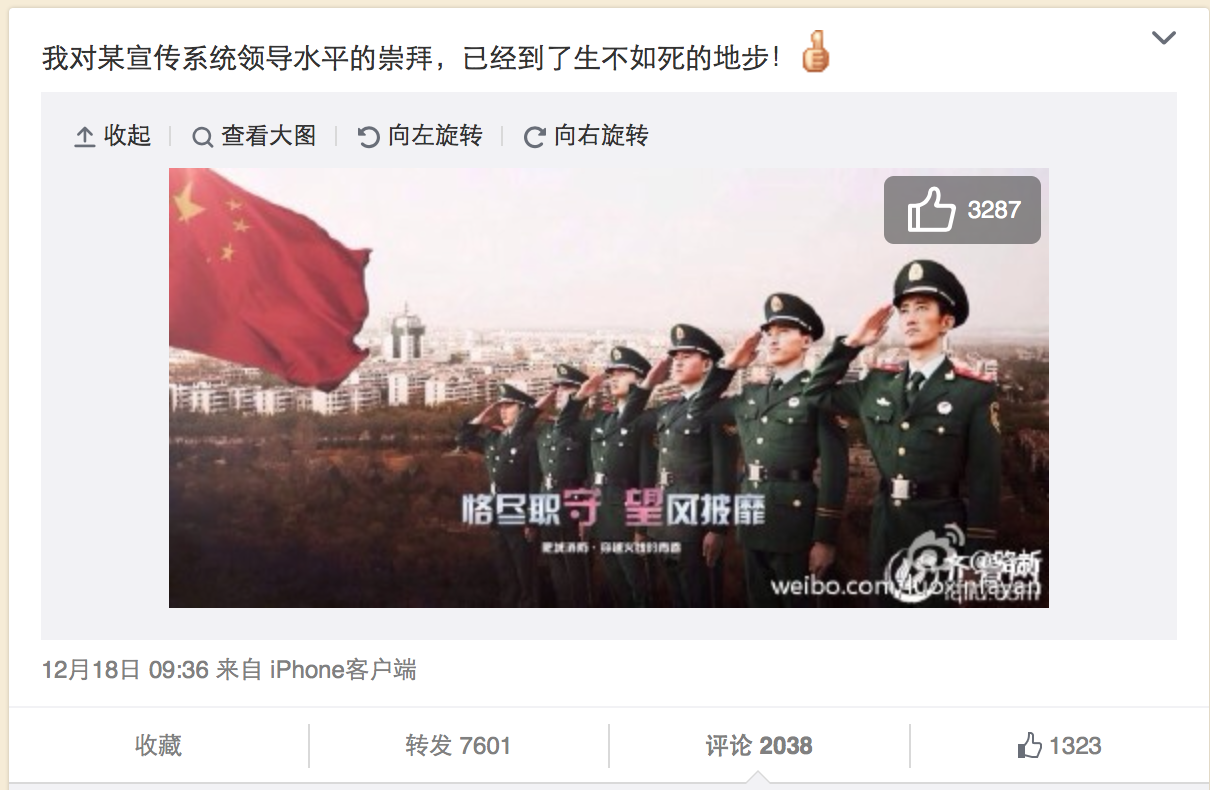 我对某宣传系统领导水平的崇拜，已经到了生不如死的地步！
收起
查看大图
向左旋转
向右旋转
3287
恪尽职守 望风披靡
weibo.com/luoxinfayan
12月18日 09:36 来自 iPhone客户端
收藏
转发 7601
评论 2038
1323